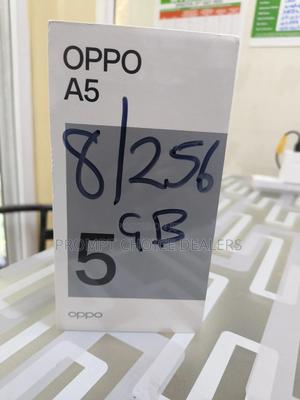 OPPO
A5
8/256
GB
PROMPT CHOICE DEALERS
5
oppo